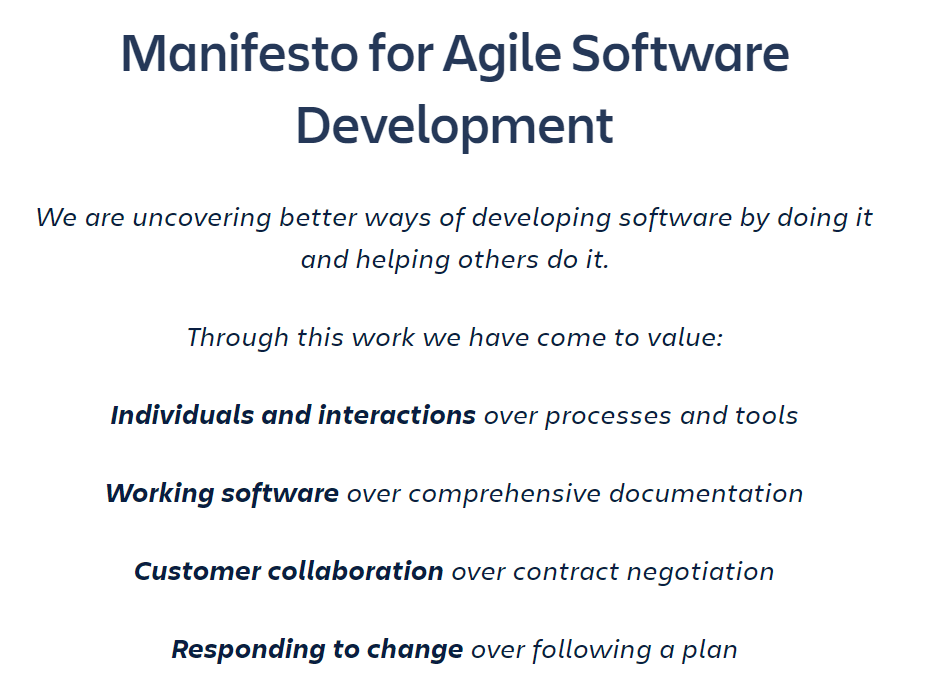 Manifesto for Agile Software
Development
We are uncovering better ways of developing software by doing it
and helping others do it.
Through this work we have come to value:
Individuals and interactions over processes and tools
Working software over comprehensive documentation
Customer collaboration over contract negotiation
Responding to change over following a plan